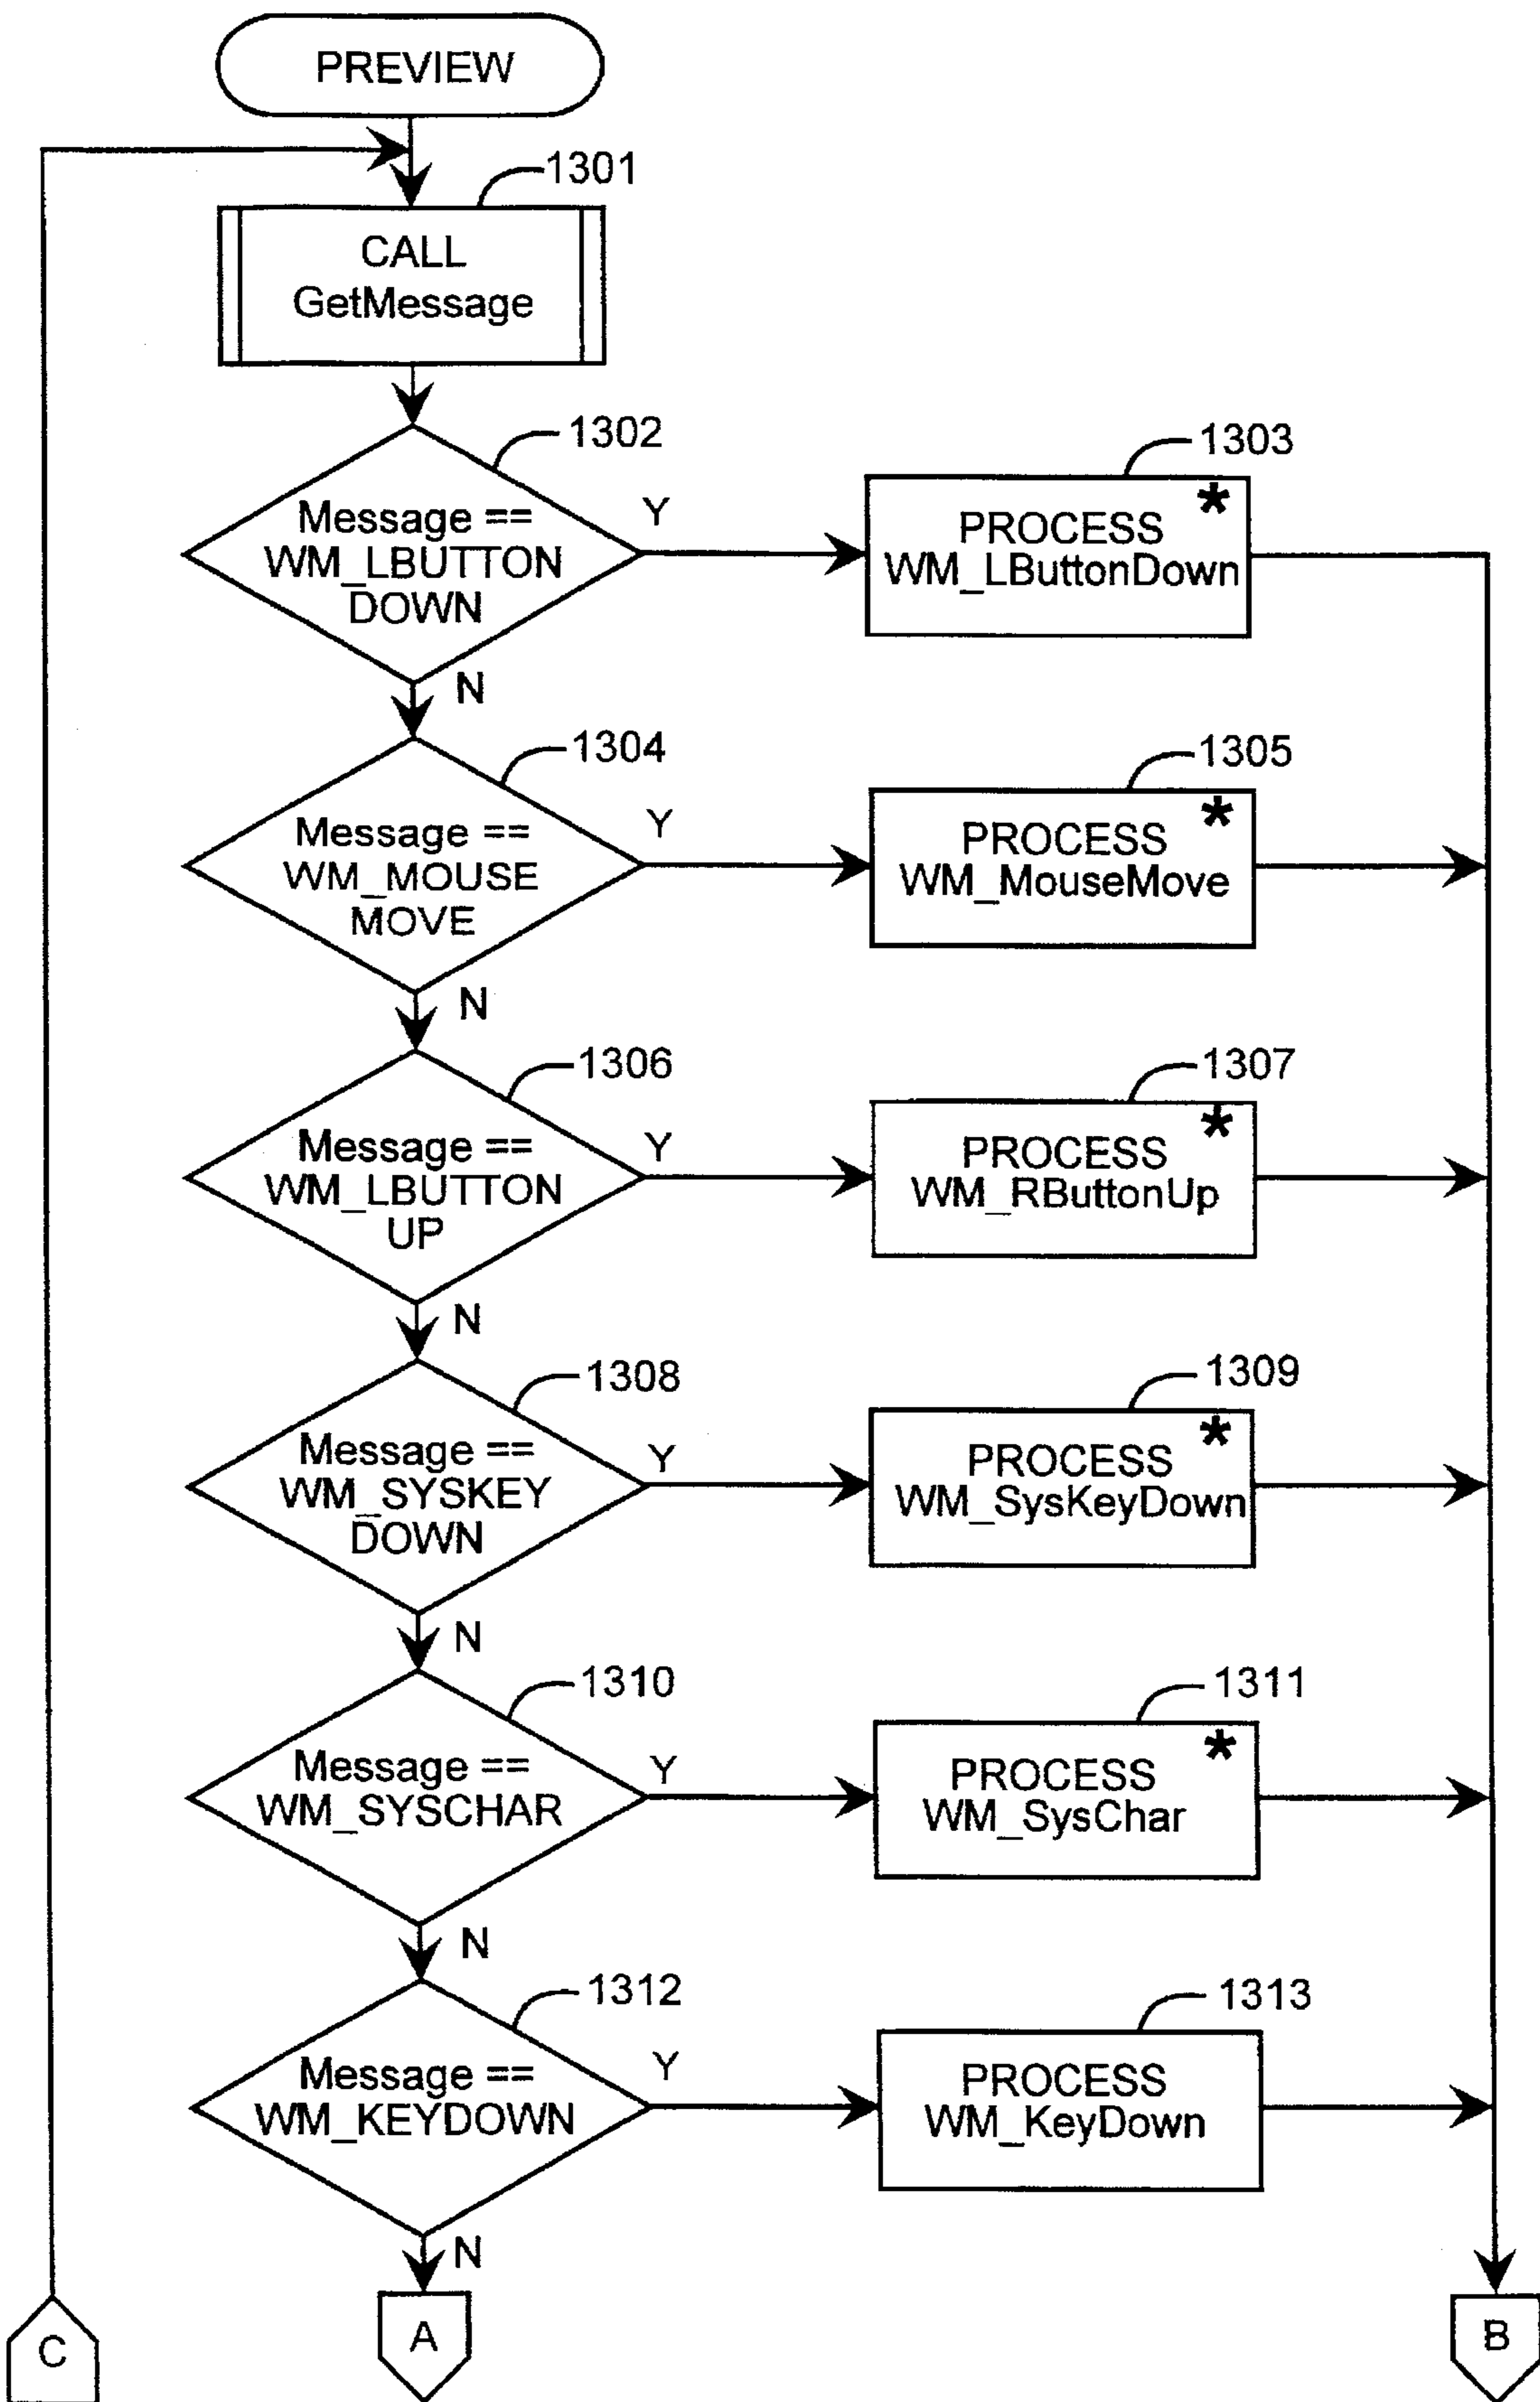 PREVIEW
1301
CALL
GetMessage
1302
Message ==
WM_LBUTTON
DOWN
Y
N
1303
*
PROCESS
WM_LButtonDown
1304
Message ==
WM_MOUSE
MOVE
Y
N
1305
*
PROCESS
WM_MouseMove
1306
Message ==
WM_LBUTTON
UP
Y
N
1307
*
PROCESS
WM_RButtonUp
1308
Message ==
WM_SYSKEY
DOWN
Y
N
1309
*
PROCESS
WM_SysKeyDown
1310
Message ==
WM_SYSCHAR
Y
N
1311
*
PROCESS
WM_SysChar
1312
Message ==
WM_KEYDOWN
Y
N
1313
PROCESS
WM_KeyDown
C
A
B